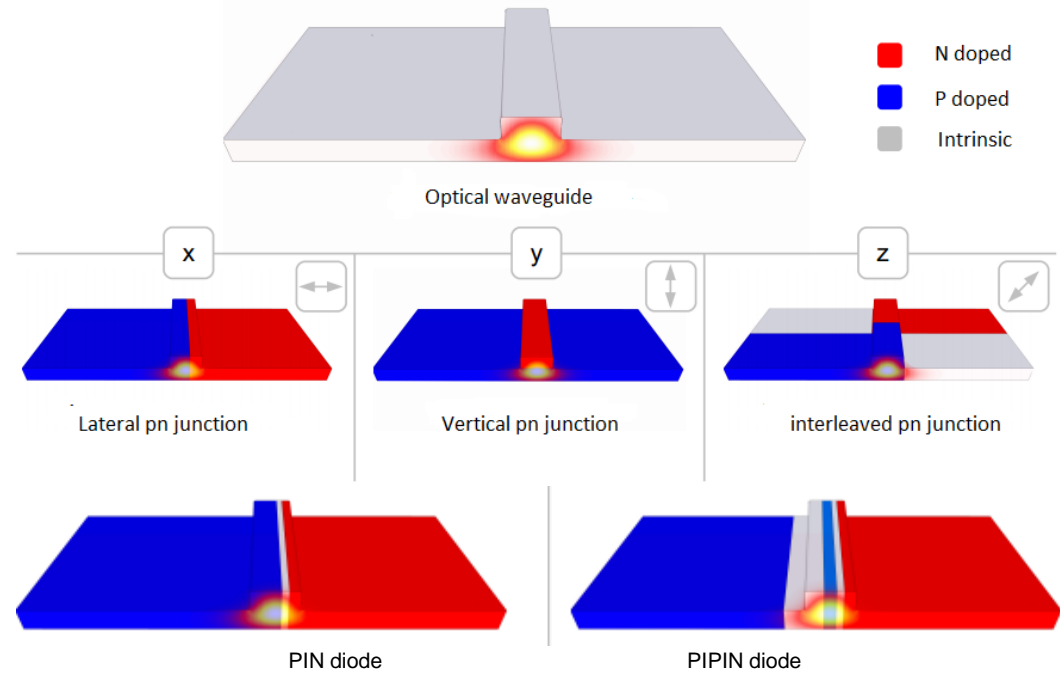 N doped
P doped
Intrinsic
Optical waveguide
x
y
z
Lateral pn junction
Vertical pn junction
interleaved pn junction
PIN diode
PIPIN diode